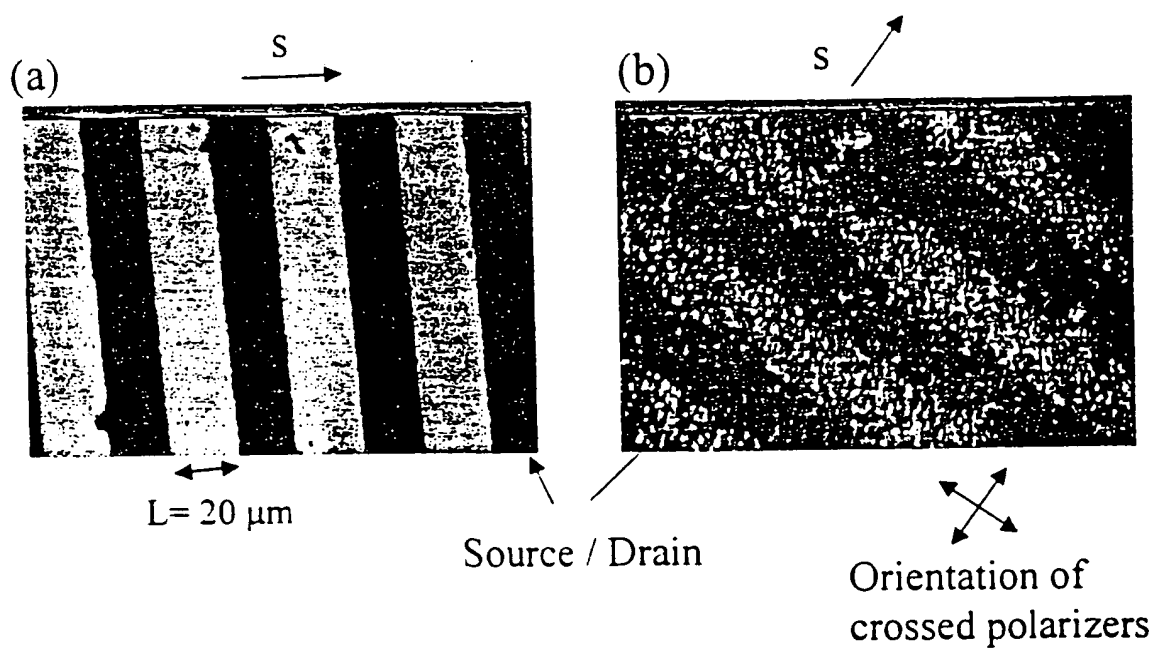 (a)
S
(b)
S
L= 20 μm
Source / Drain
Orientation of
crossed polarizers